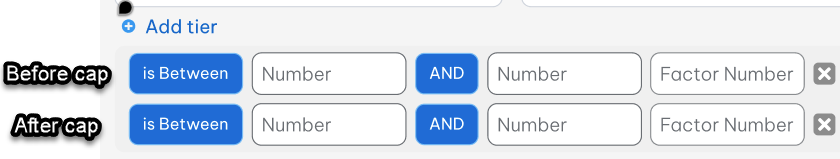 Add tier
Before cap is Between Number AND Number Factor Number
After cap is Between Number AND Number Factor Number